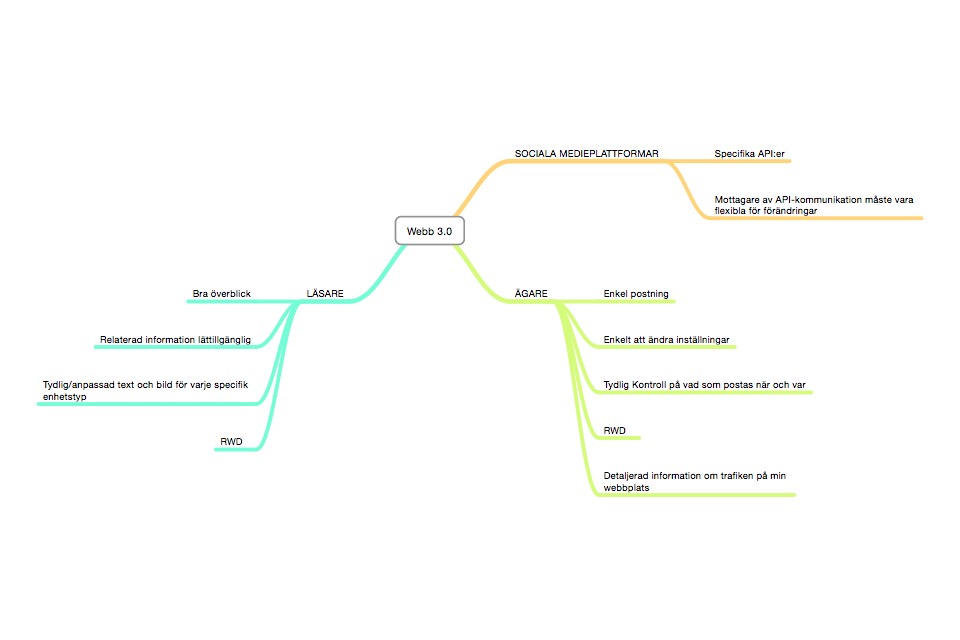 SOCIALA MEDIEPLATTFORMAR
Specifika API:er
Mottagare av API-kommunikation måste vara
flexibla för förändringar
Webb 3.0
Bra överblick
LÄSARE
Relaterad information lättillgänglig
Tydlig/anpassad text och bild för varje specifik
enhetstyp
RWD
ÄGARE
Enkel postning
Enkelt att ändra inställningar
Tydlig Kontroll på vad som postas när och var
RWD
Detaljerad information om trafiken på min
webbplats